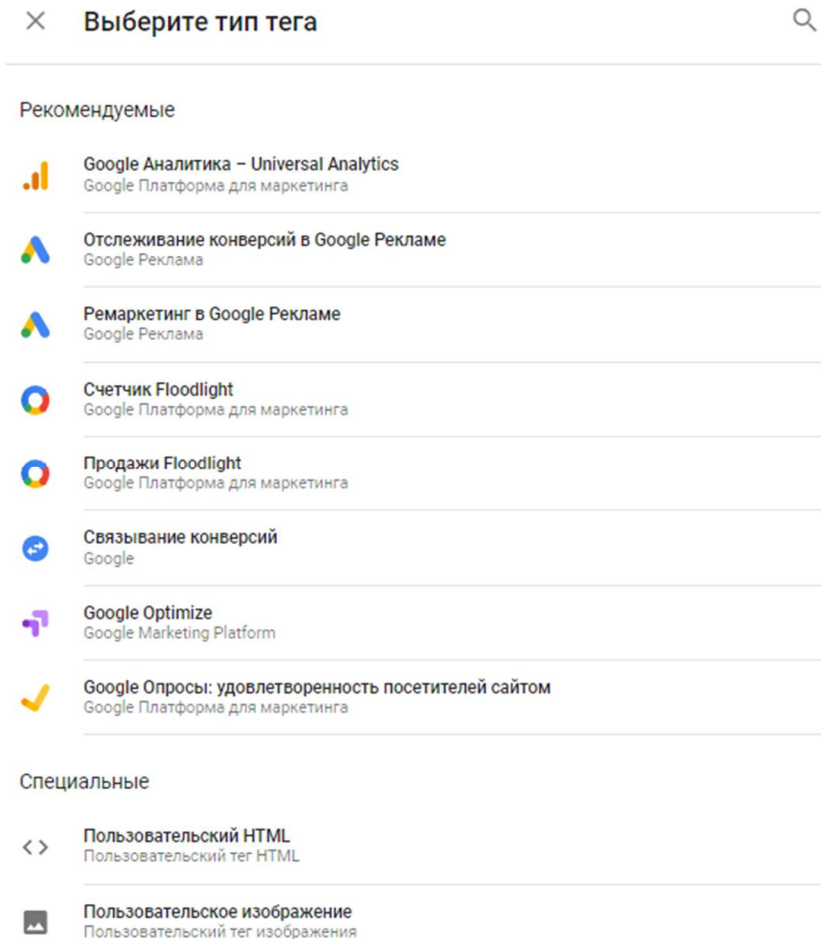 Выберите тип тега
Рекомендуемые
Google Аналитика – Universal Analytics
Google Платформа для маркетинга
Отслеживание конверсий в Google Рекламе
Google Реклама
Ремаркетинг в Google Рекламе
Google Реклама
Счетчик Floodlight
Google Платформа для маркетинга
Продажи Floodlight
Google Платформа для маркетинга
Связывание конверсий
Google
Google Optimize
Google Marketing Platform
Google Опросы: удовлетворенность посетителей сайтом
Google Платформа для маркетинга
Специальные
Пользовательский HTML
Пользовательский тег HTML
Пользовательское изображение
Пользовательский тег изображения